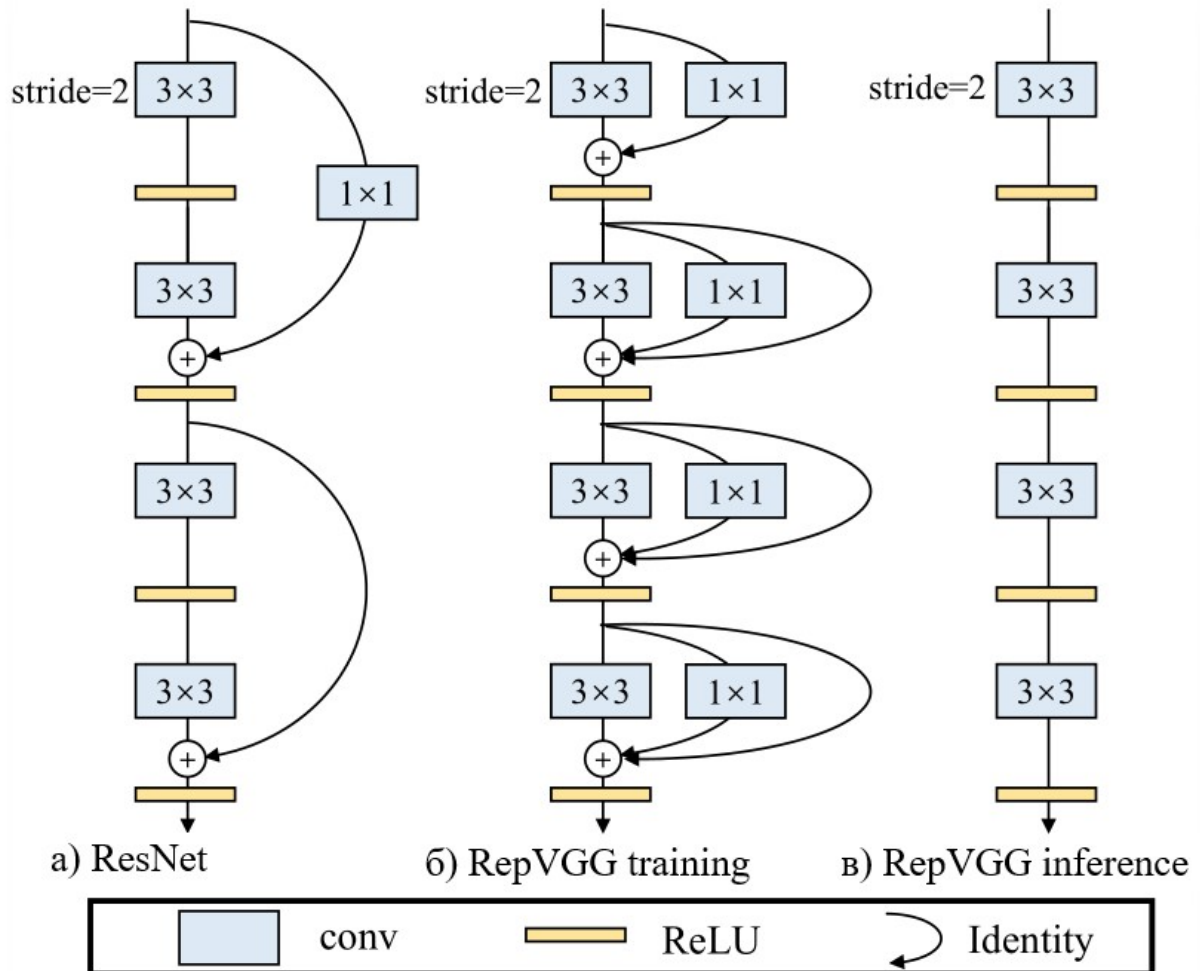 stride=2 3×3 stride=2 3×3 1×1 stride=2 3×3
1×1
3×3 3×3 1×1 3×3
+
+ +
3×3 3×3 1×1 3×3
+
3×3 3×3 1×1 3×3
+ +
а) ResNet б) RepVGG training в) RepVGG inference
conv ReLU Identity